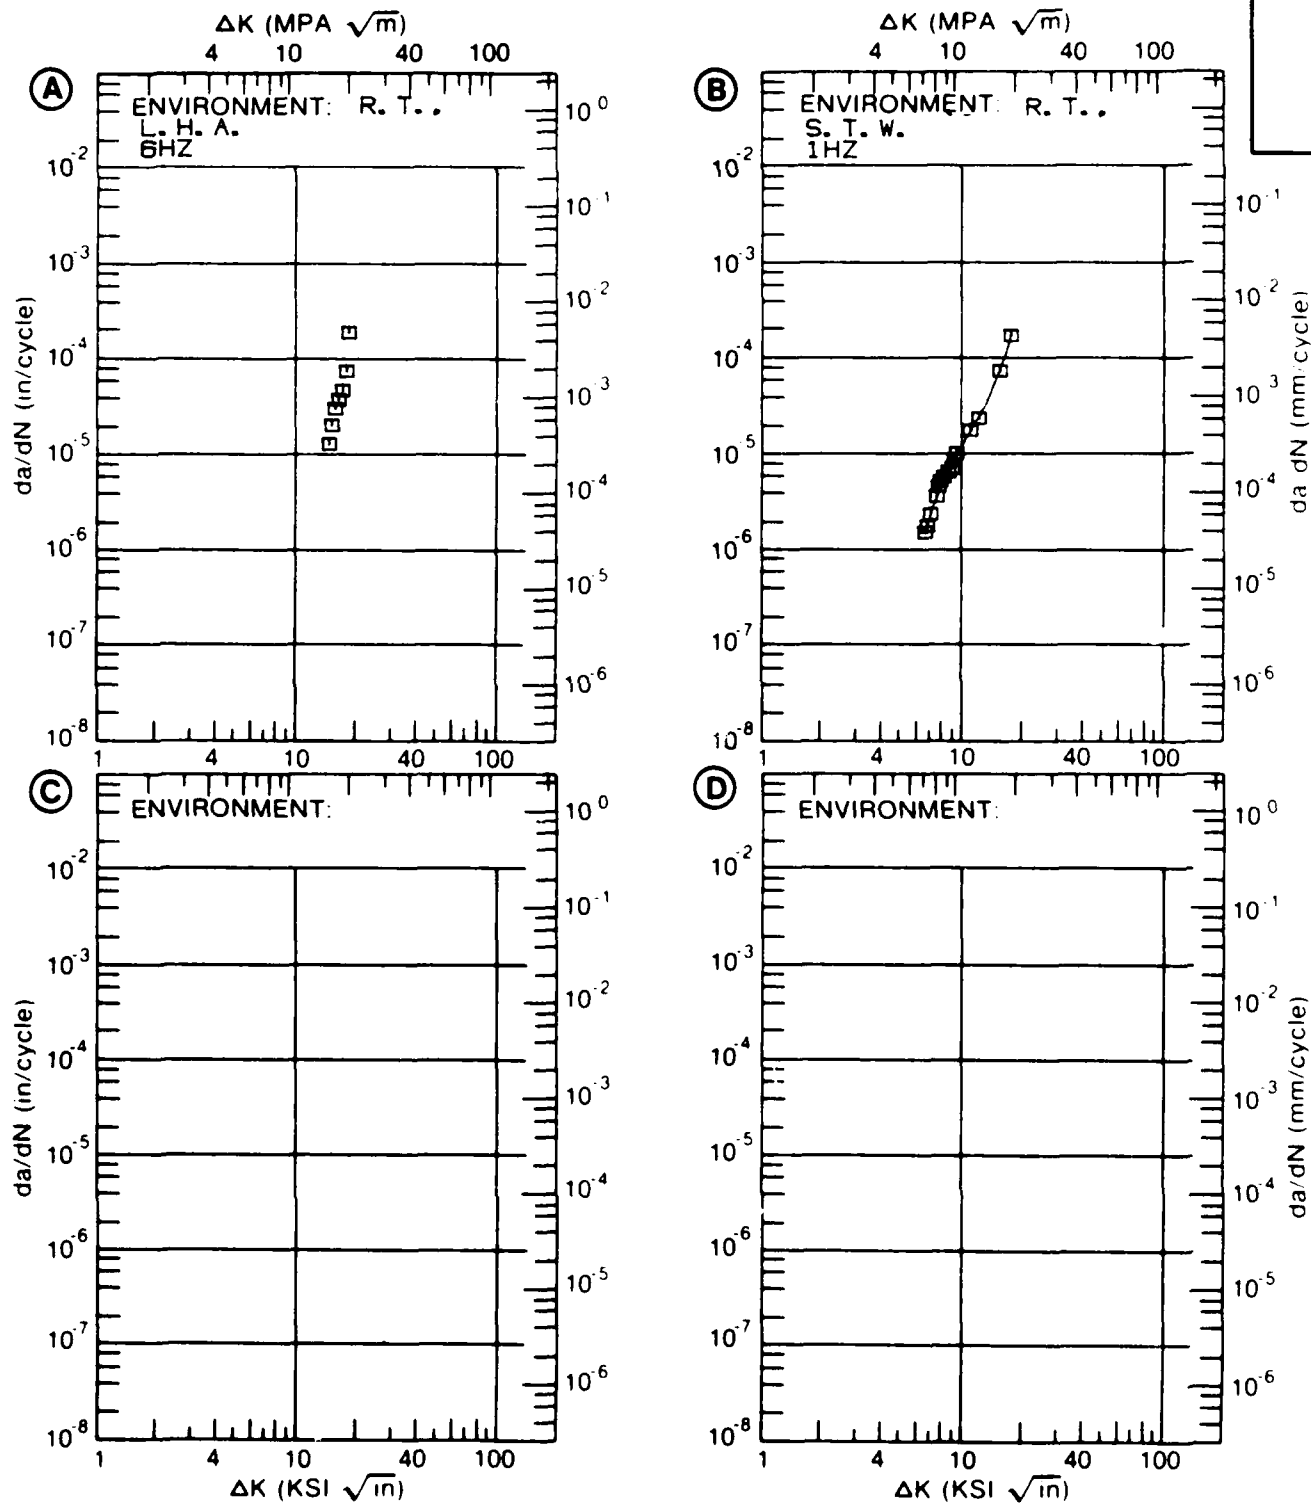 ΔK (MPA √m) ΔK (MPA √m)
4 10 40 100 4 10 40 100
A B
ENVIRONMENT: R. T.,
L. H. A.
6HZ
ENVIRONMENT: R. T.,
S. T. W.
1HZ
da/dN (in/cycle)
10-2
10-3
10-4
10-5
10-6
10-7
10-8
10 0
10-1
10-2
10-3
10-4
10-5
10-6
1 4 10 40 100
10-2
10-3
10-4
10-5
10-6
10-7
10-8
10-1
10-2
10-3
10-4
10-5
10-6
da dN (mm/cycle)
1 4 10 40 100
C D
ENVIRONMENT: ENVIRONMENT:
da/dN (in/cycle)
10-2
10-3
10-4
10-5
10-6
10-7
10-8
10 0
10-1
10-2
10-3
10-4
10-5
10-6
1 4 10 40 100
ΔK (KSI √in)
10-2
10-3
10-4
10-5
10-6
10-7
10-8
10 0
10-1
10-2
10-3
10-4
10-5
10-6
da/dN (mm/cycle)
1 4 10 40 100
ΔK (KSI √in)